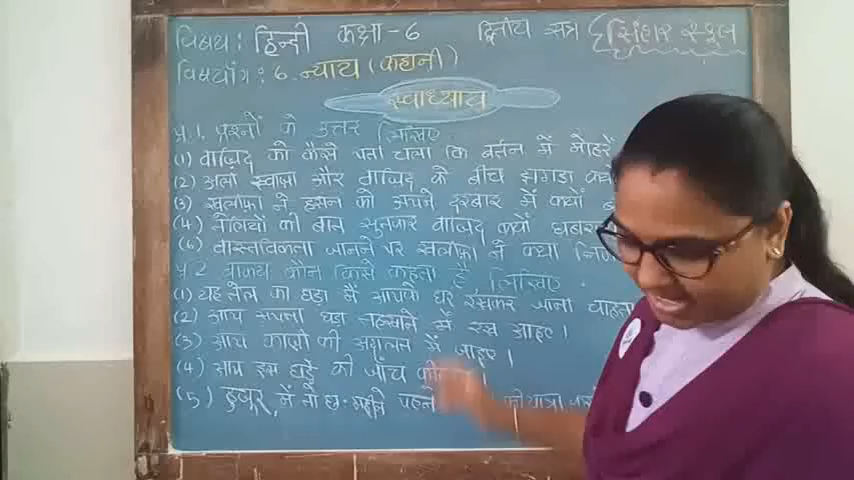 विषय : हिन्दी कक्षा - 6 द्वितीय सत्र सिंहार स्कूल
विषयांग : 6. न्याय (कहानी)
स्वाध्याय
प्र.1. प्रश्नों के उत्तर लिखिए
(1) वाजिद को कैसे पता चला कि बर्तन में मोहरें
(2) अली ख्वाजा और वाजिद के बीच झगडा क्यों
(3) खलीफ़ा ने हसन को अपने दरबार में क्यों
(4) तेलियों की बात सुनकर वाजिद क्यों
(6) वास्तविकता जानने पर खलीफ़ा ने क्या
प्र.2 वाक्य कौन किसे कहता है लिखिए
(1) यह तेल का घड़ा मैं आपके घर रखकर जाना चाहता
(2) आप अपना घड़ा तहखाने में रख आइए।
(3) आप काज़ी की अदालत में जाइए।
(4) आप इस घड़े की जाँच
(5) हुजूर, मैं तो छः महीने पहले